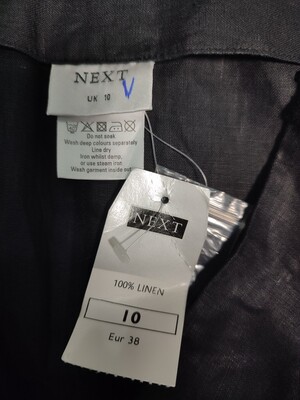 NEXT
UK 10
V
Do not soak
Wash deep colours separately
Line dry
Iron whilst damp,
or use steam iron
Wash garment inside out
NEXT
100% LINEN
10
Eur 38